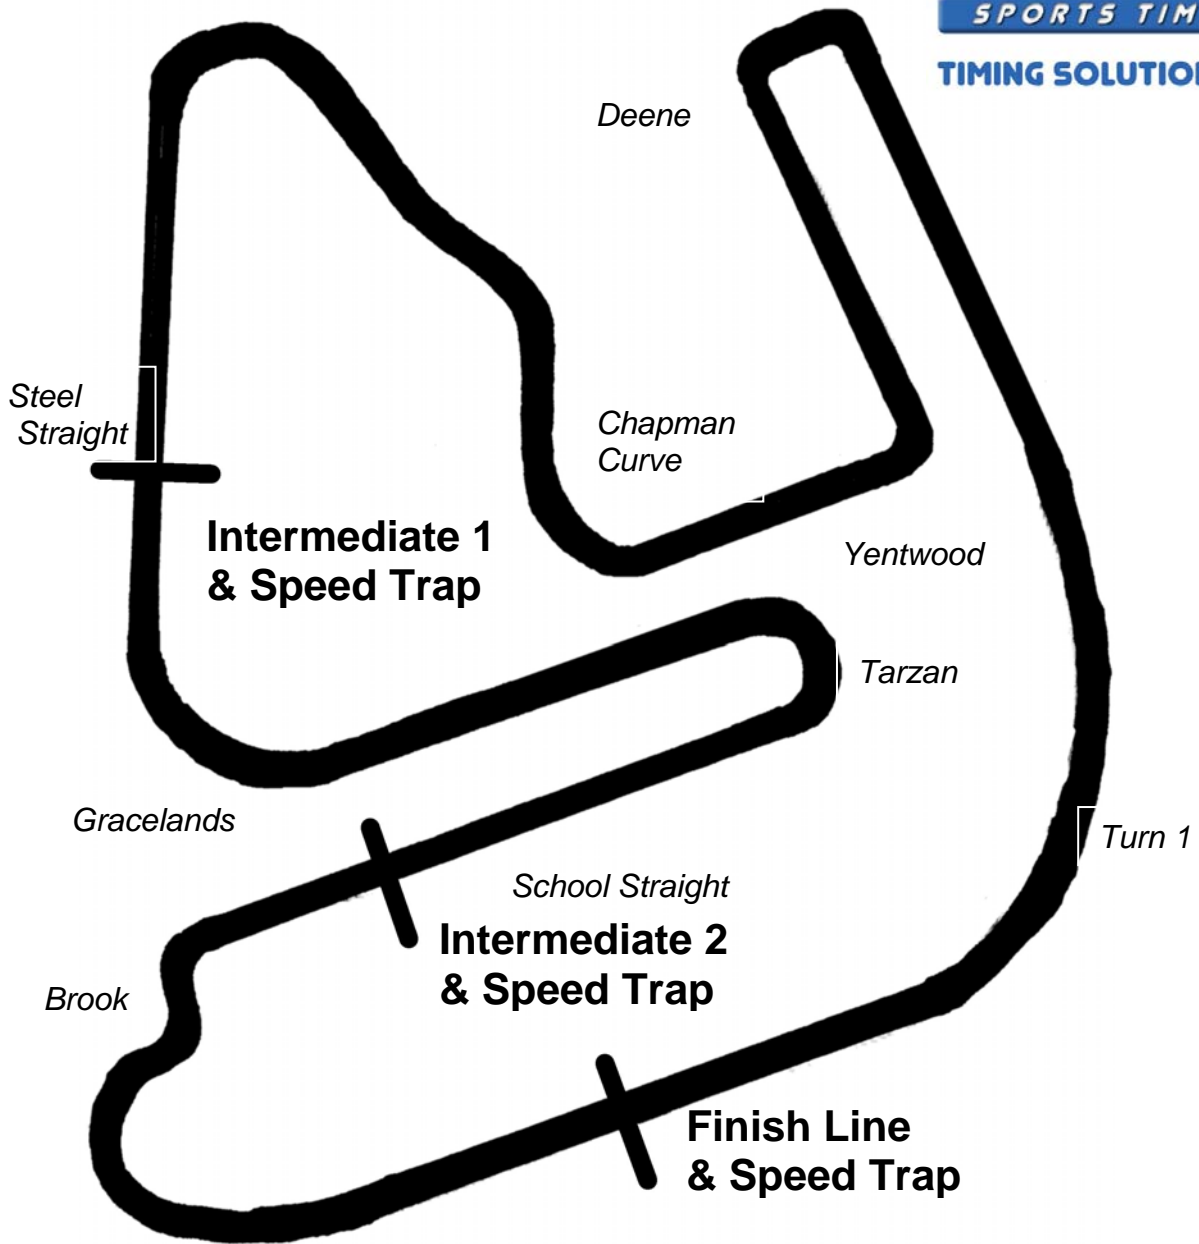 SPORTS TIM
TIMING SOLUTION
Deene
Steel
Straight
Chapman
Curve
Intermediate 1
& Speed Trap
Yentwood
Tarzan
Gracelands
Turn 1
School Straight
Intermediate 2
& Speed Trap
Brook
Finish Line
& Speed Trap